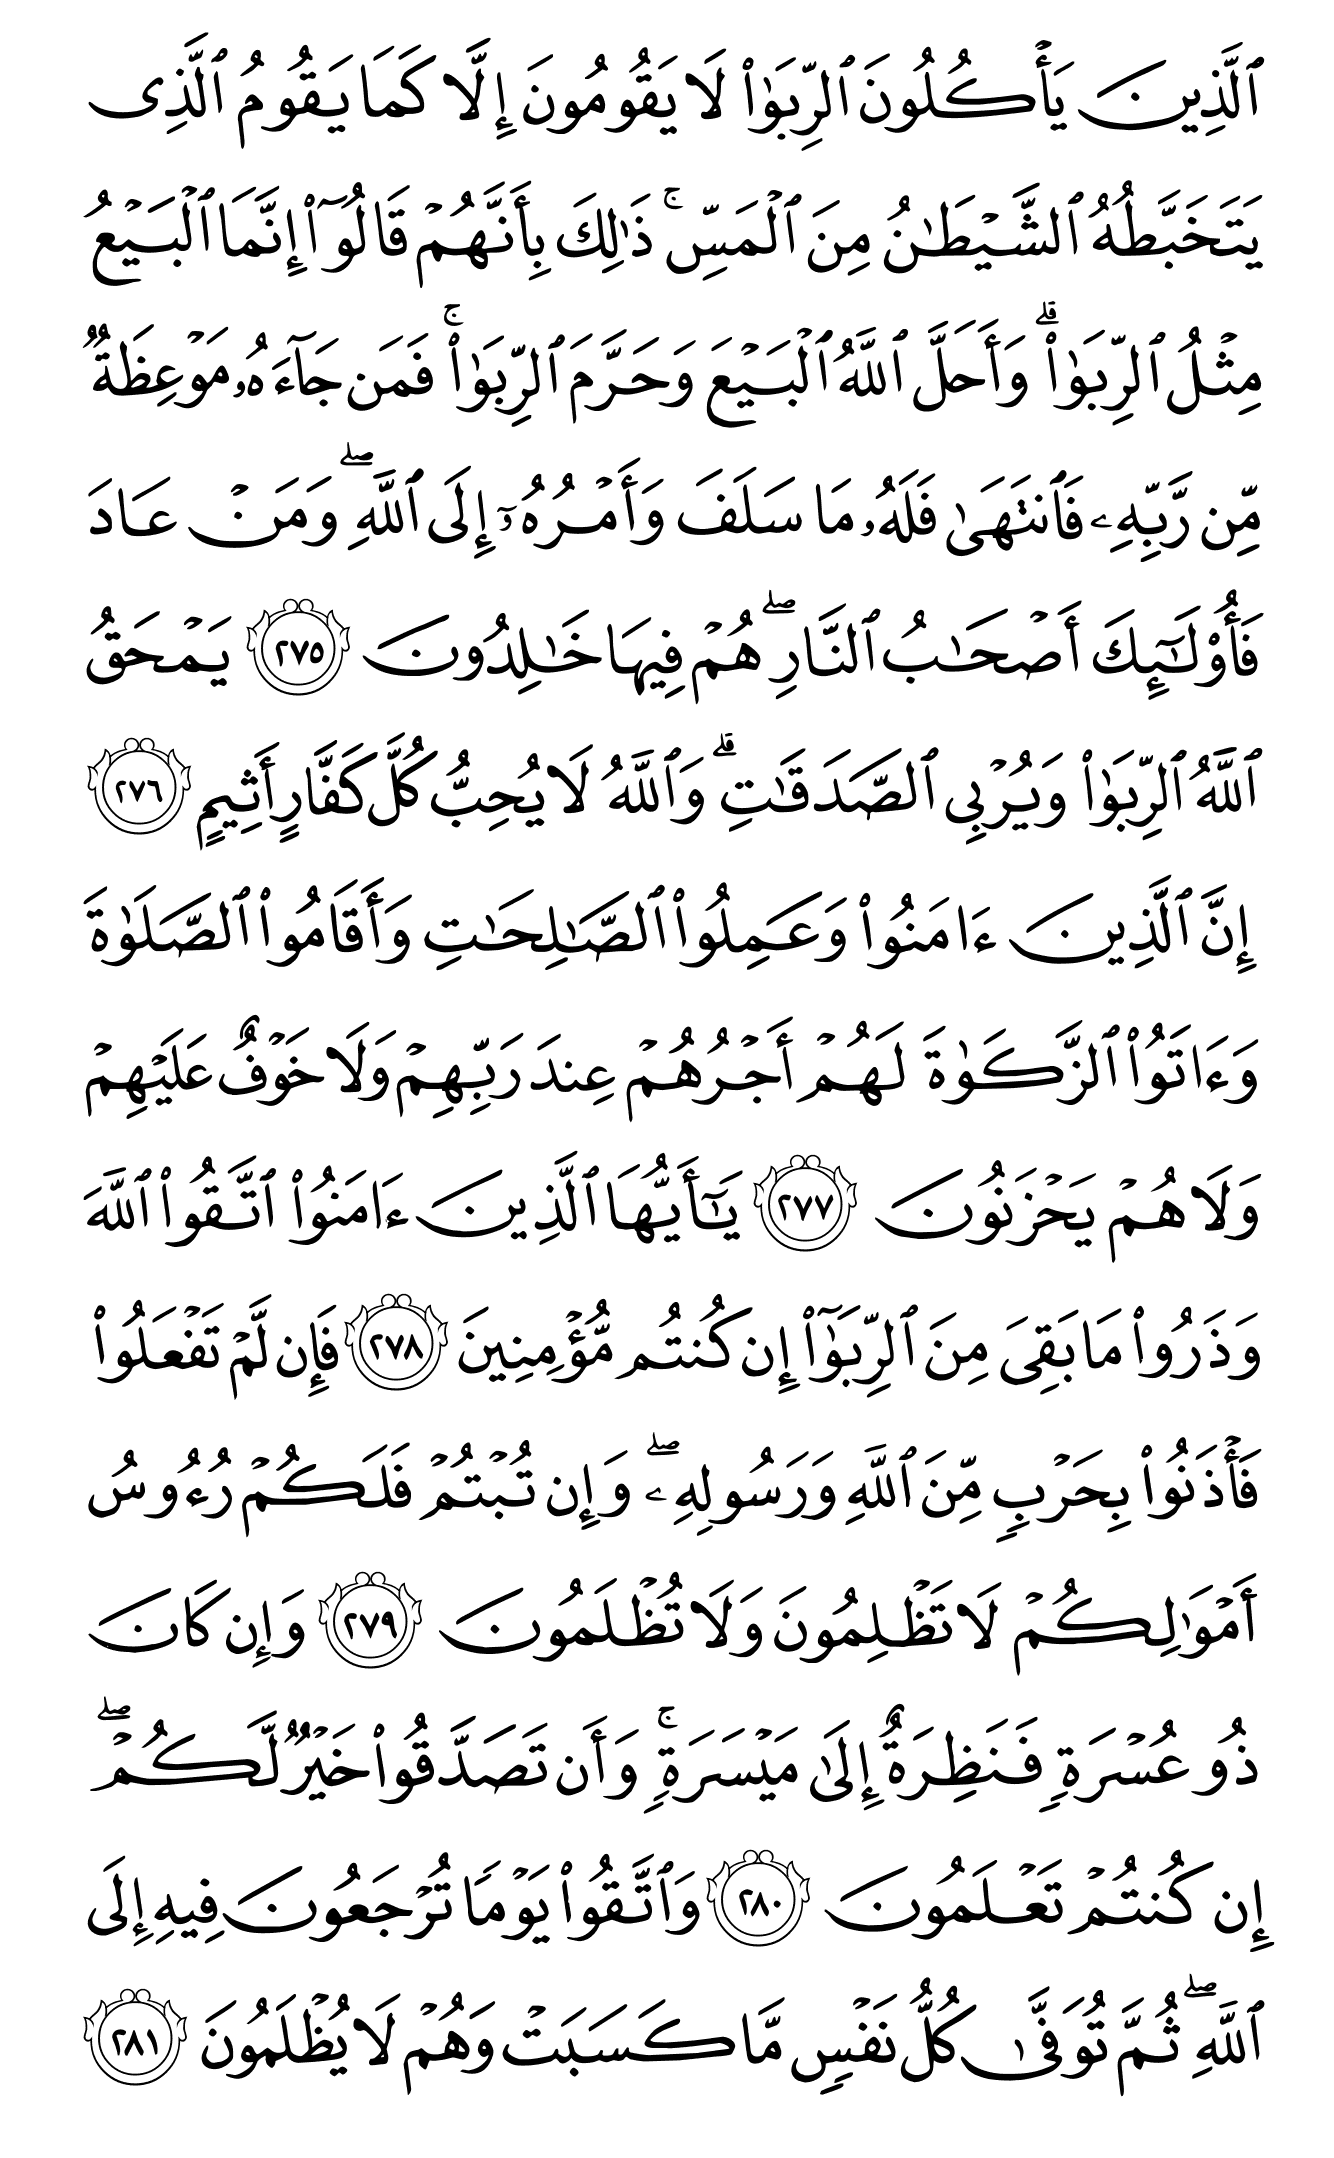 ٱلَّذِينَ يَأۡكُلُونَ ٱلرِّبَوٰاْ لَا يَقُومُونَ إِلَّا كَمَا يَقُومُ ٱلَّذِى
يَتَخَبَّطُهُ ٱلشَّيۡطَٰنُ مِنَ ٱلۡمَسِّۚ ذَٰلِكَ بِأَنَّهُمۡ قَالُوٓاْ إِنَّمَا ٱلۡبَيۡعُ
مِثۡلُ ٱلرِّبَوٰاْۗ وَأَحَلَّ ٱللَّهُ ٱلۡبَيۡعَ وَحَرَّمَ ٱلرِّبَوٰاْۚ فَمَن جَآءَهُۥ مَوۡعِظَةٌ
مِّن رَّبِّهِۦ فَٱنتَهَىٰ فَلَهُۥ مَا سَلَفَ وَأَمۡرُهُۥٓ إِلَى ٱللَّهِۖ وَمَنۡ عَادَ
فَأُوْلَٰٓئِكَ أَصۡحَٰبُ ٱلنَّارِۖ هُمۡ فِيهَا خَٰلِدُونَ ٢٧٥ يَمۡحَقُ
ٱللَّهُ ٱلرِّبَوٰاْ وَيُرۡبِى ٱلصَّدَقَٰتِۗ وَٱللَّهُ لَا يُحِبُّ كُلَّ كَفَّارٍ أَثِيمٍ ٢٧٦
إِنَّ ٱلَّذِينَ ءَامَنُواْ وَعَمِلُواْ ٱلصَّٰلِحَٰتِ وَأَقَامُواْ ٱلصَّلَوٰةَ
وَءَاتَوُاْ ٱلزَّكَوٰةَ لَهُمۡ أَجۡرُهُمۡ عِندَ رَبِّهِمۡ وَلَا خَوۡفٌ عَلَيۡهِمۡ
وَلَا هُمۡ يَحۡزَنُونَ ٢٧٧ يَٰٓأَيُّهَا ٱلَّذِينَ ءَامَنُواْ ٱتَّقُواْ ٱللَّهَ
وَذَرُواْ مَا بَقِىَ مِنَ ٱلرِّبَوٰٓاْ إِن كُنتُم مُّؤۡمِنِينَ ٢٧٨ فَإِن لَّمۡ تَفۡعَلُواْ
فَأۡذَنُواْ بِحَرۡبٍ مِّنَ ٱللَّهِ وَرَسُولِهِۦۖ وَإِن تُبۡتُمۡ فَلَكُمۡ رُءُوسُ
أَمۡوَٰلِكُمۡ لَا تَظۡلِمُونَ وَلَا تُظۡلَمُونَ ٢٧٩ وَإِن كَانَ
ذُو عُسۡرَةٍ فَنَظِرَةٌ إِلَىٰ مَيۡسَرَةٍۚ وَأَن تَصَدَّقُواْ خَيۡرٌ لَّكُمۡۖ
إِن كُنتُمۡ تَعۡلَمُونَ ٢٨٠ وَٱتَّقُواْ يَوۡمًا تُرۡجَعُونَ فِيهِ إِلَى
ٱللَّهِۖ ثُمَّ تُوَفَّىٰ كُلُّ نَفۡسٍ مَّا كَسَبَتۡ وَهُمۡ لَا يُظۡلَمُونَ ٢٨١